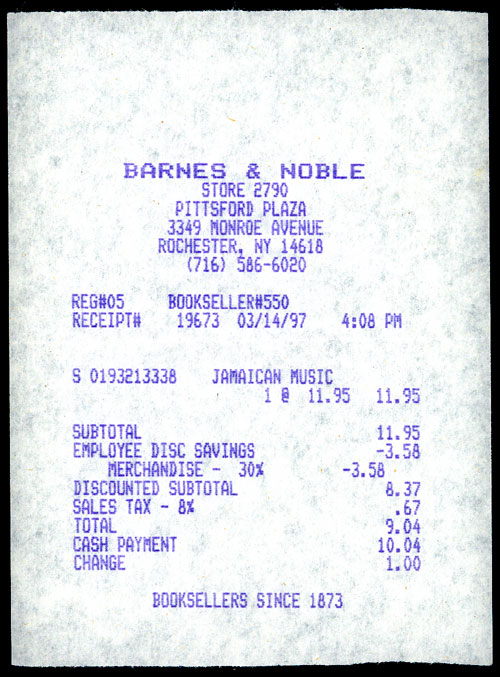 BARNES & NOBLE
STORE 2790
PITTSFORD PLAZA
3349 MONROE AVENUE
ROCHESTER, NY 14618
(716) 586-6020
REG#05 BOOKSELLER#550
RECEIPT# 19673 03/14/97 4:08 PM
S 0193213338 JAMAICAN MUSIC
1 @ 11.95 11.95
SUBTOTAL 11.95
EMPLOYEE DISC SAVINGS -3.58
MERCHANDISE - 30% -3.58
DISCOUNTED SUBTOTAL 8.37
SALES TAX - 8% .67
TOTAL 9.04
CASH PAYMENT 10.04
CHANGE 1.00
BOOKSELLERS SINCE 1873